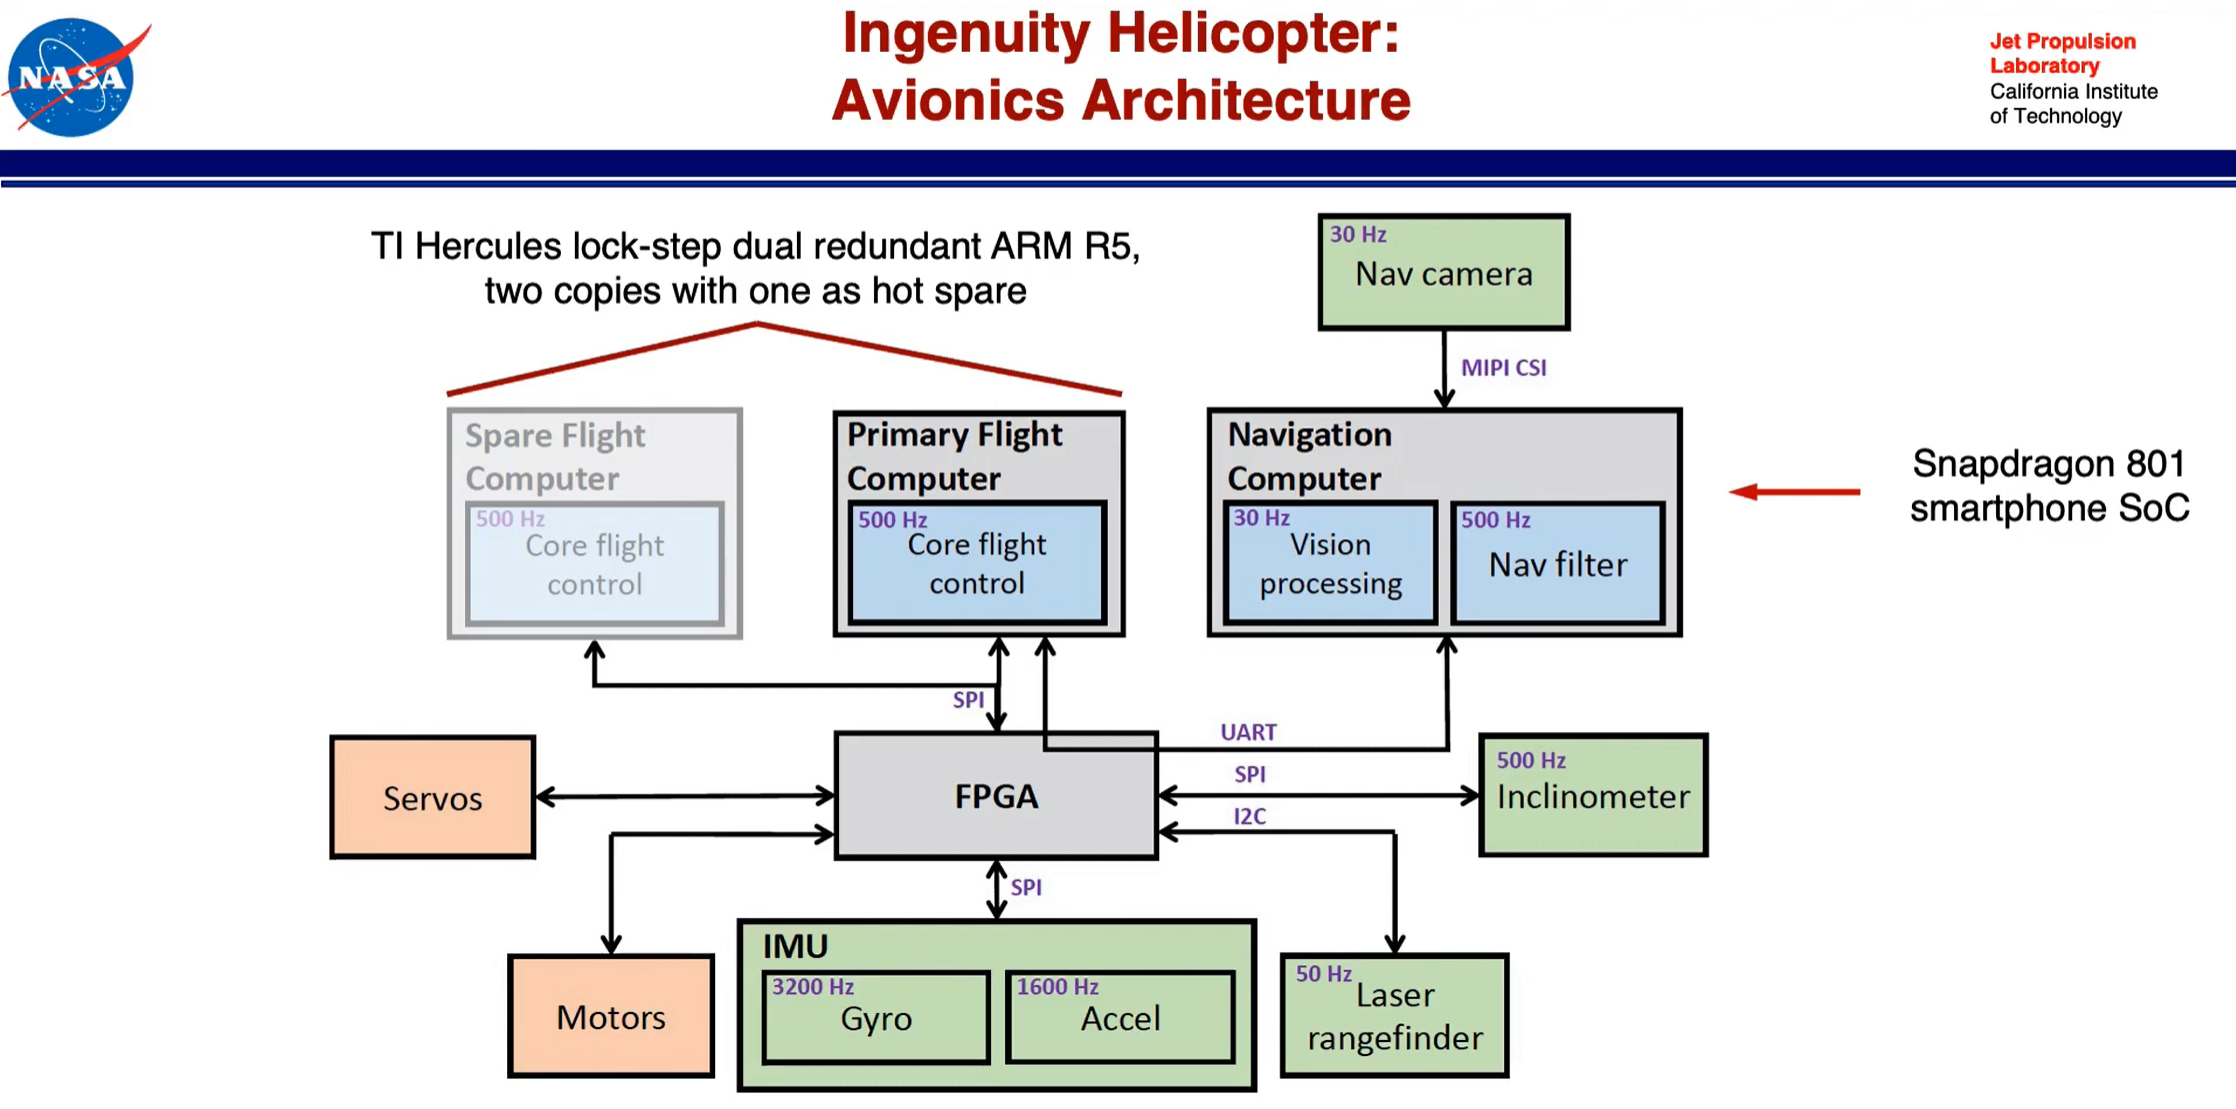 NASA
Ingenuity Helicopter:
Avionics Architecture
Jet Propulsion
Laboratory
California Institute
of Technology
TI Hercules lock-step dual redundant ARM R5,
two copies with one as hot spare
30 Hz
Nav camera
MIPI CSI
Spare Flight
Computer
500 Hz
Core flight
control
Primary Flight
Computer
500 Hz
Core flight
control
Navigation
Computer
30 Hz
Vision
processing
500 Hz
Nav filter
Snapdragon 801
smartphone SoC
SPI
UART
Servos
FPGA
SPI
I2C
500 Hz
Inclinometer
SPI
Motors
IMU
3200 Hz
Gyro
1600 Hz
Accel
50 Hz
Laser
rangefinder